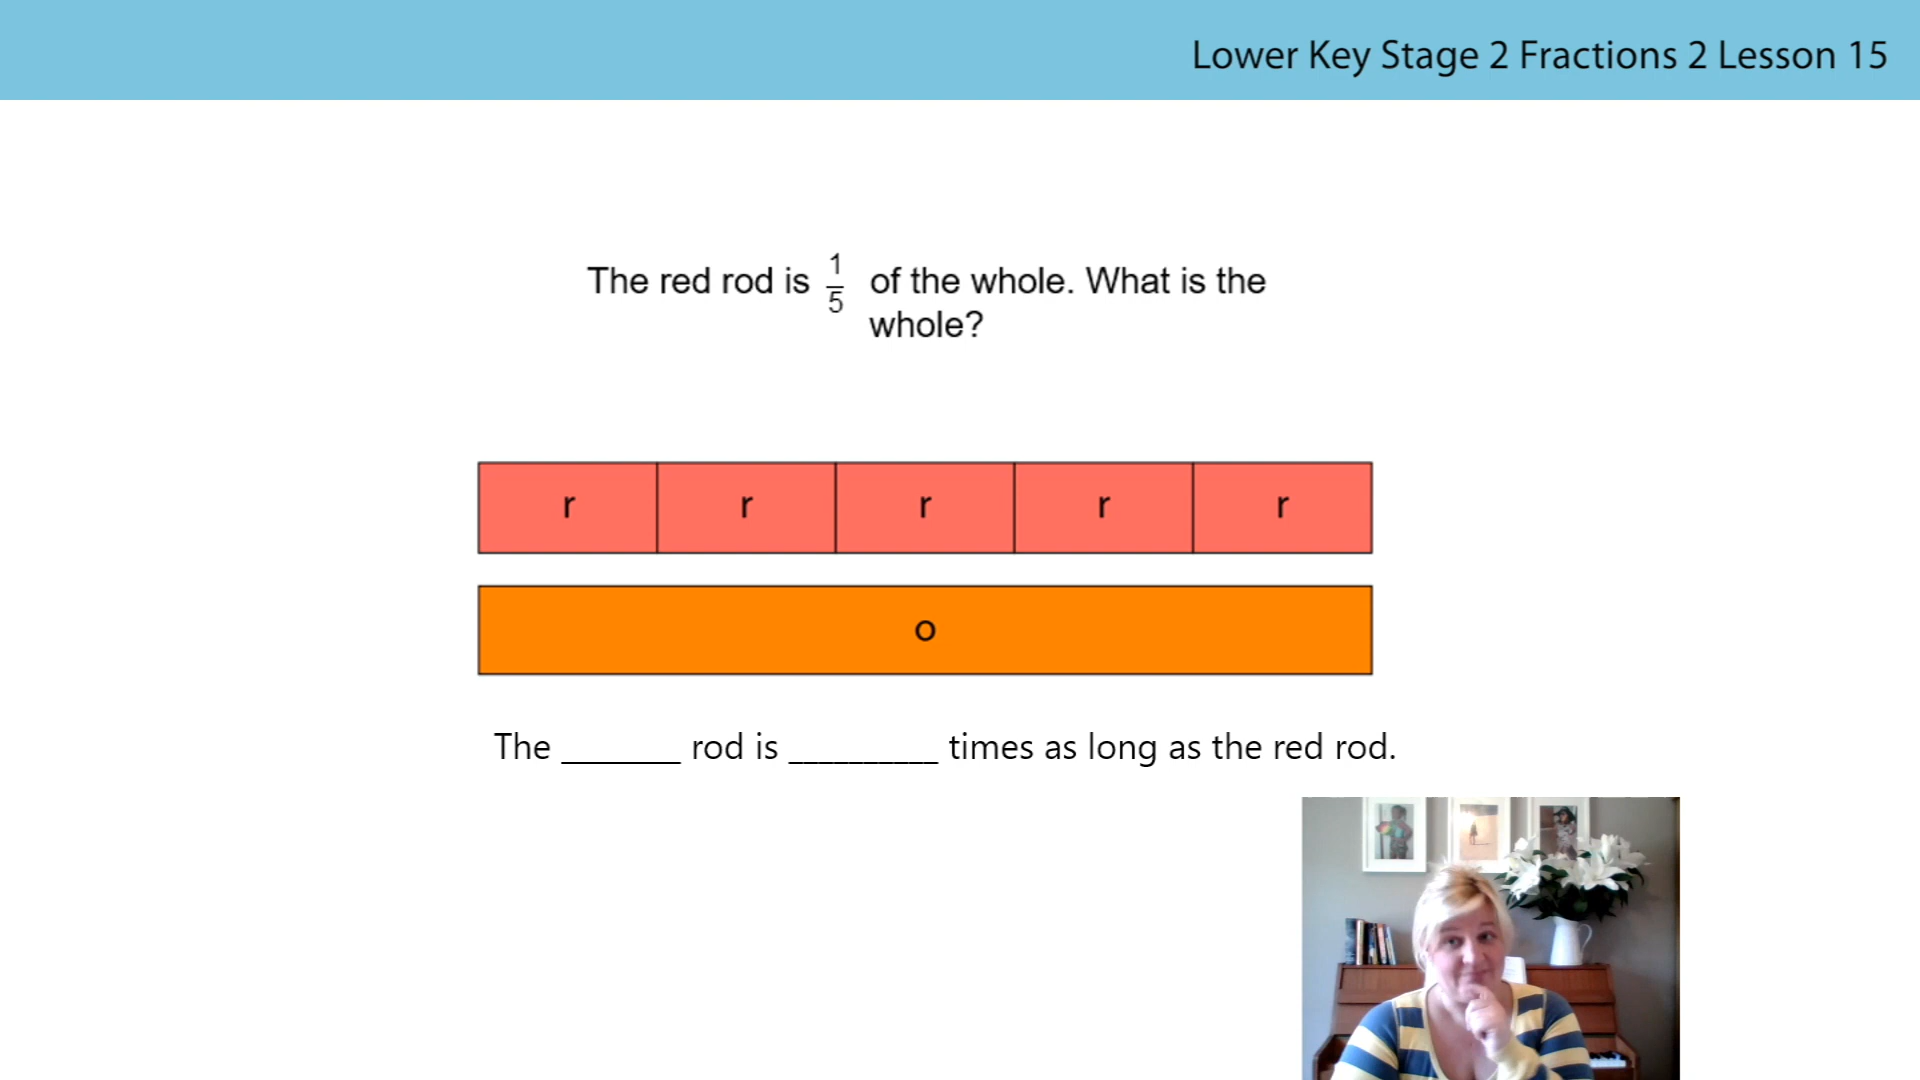 Lower Key Stage 2 Fractions 2 Lesson 15
The red rod is 1/5 of the whole. What is the
whole?
r r r r r
o
The ________ rod is __________ times as long as the red rod.